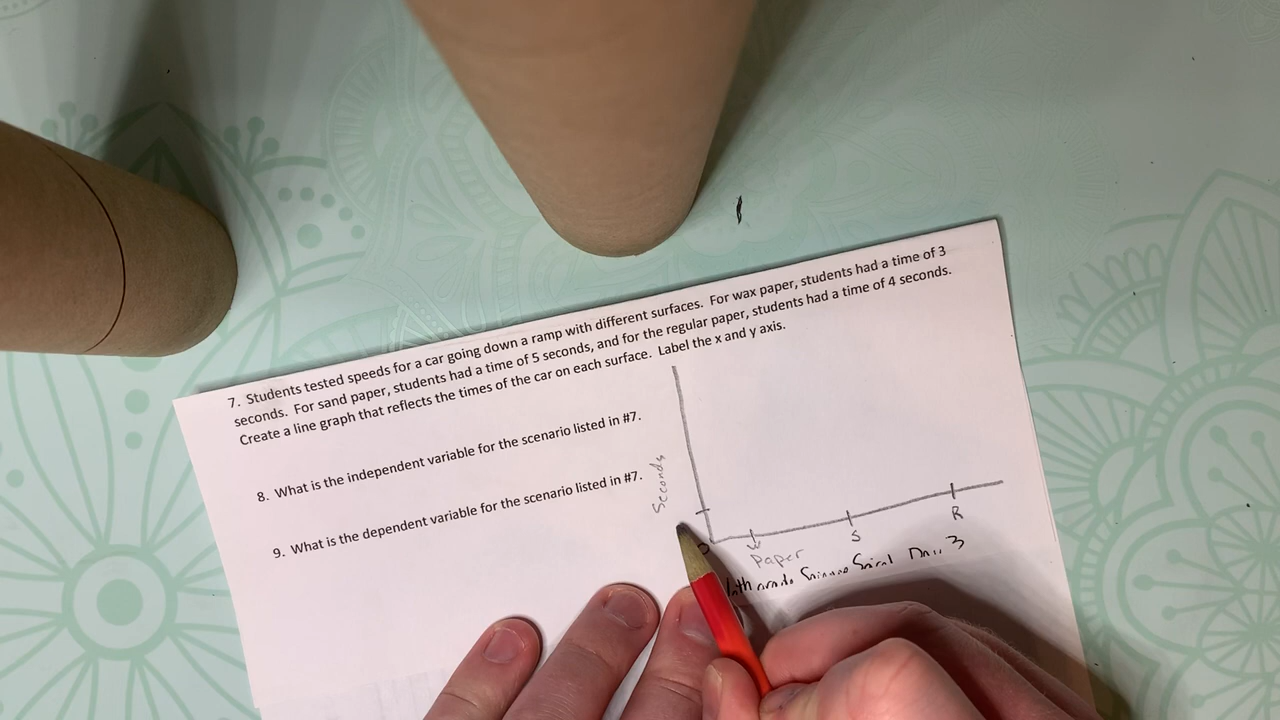 7. Students tested speeds for a car going down a ramp with different surfaces. For wax paper, students had a time of 3
seconds. For sand paper, students had a time of 5 seconds, and for the regular paper, students had a time of 4 seconds.
Create a line graph that reflects the times of the car on each surface. Label the x and y axis.
8. What is the independent variable for the scenario listed in #7.
9. What is the dependent variable for the scenario listed in #7.
Seconds
W S R
Paper
Spiral Day 3